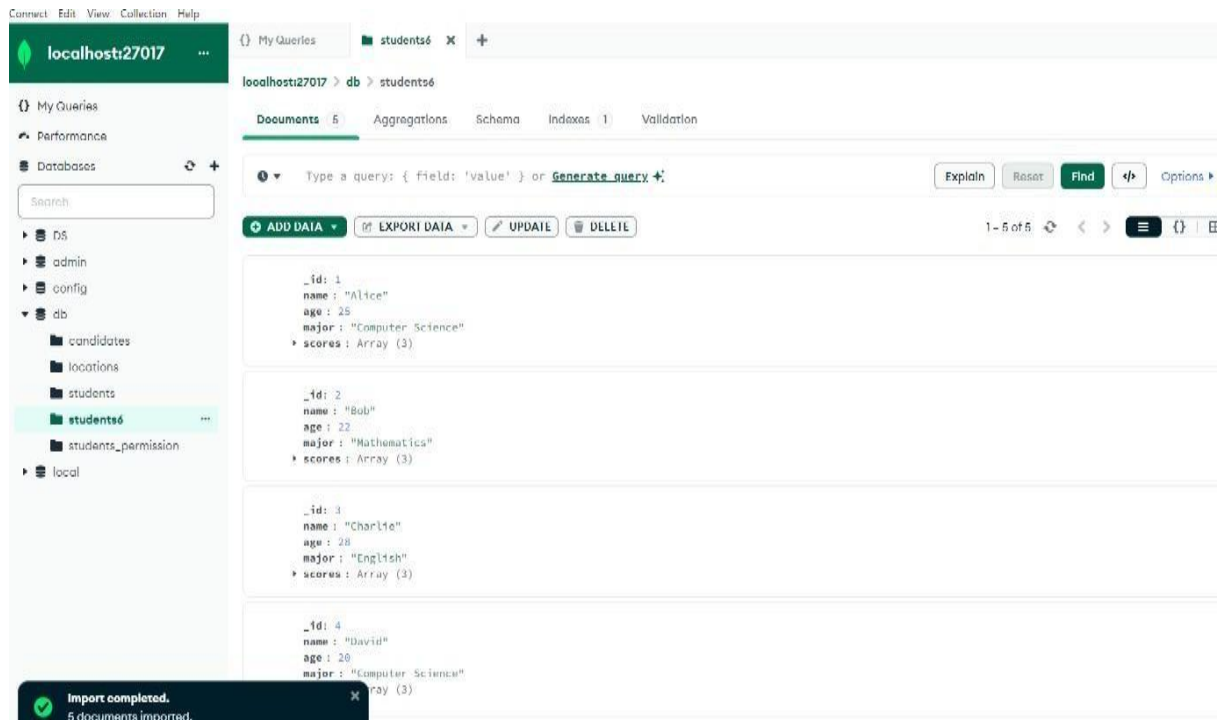 Connect Edit View Collection Help
localhost:27017 ...
{} My Queries
Performance
Databases
Search
DS
admin
config
db
candidates
locations
students
students6 ...
students_permission
local
{} My Queries students6 × +
localhost:27017 > db > students6
Documents 5 Aggregations Schema Indexes 1 Validation
Type a query: { field: 'value' } or Generate query
Explain Reset Find </> Options
ADD DATA EXPORT DATA UPDATE DELETE
1 – 5 of 5 {}
_id: 1
name : "Alice"
age : 25
major : "Computer Science"
scores : Array (3)
_id: 2
name : "Bob"
age : 22
major : "Mathematics"
scores : Array (3)
_id: 3
name : "Charlie"
age : 28
major : "English"
scores : Array (3)
_id: 4
name : "David"
age : 20
major : "Computer Science"
ray (3)
Import completed. ×
5 documents imported.